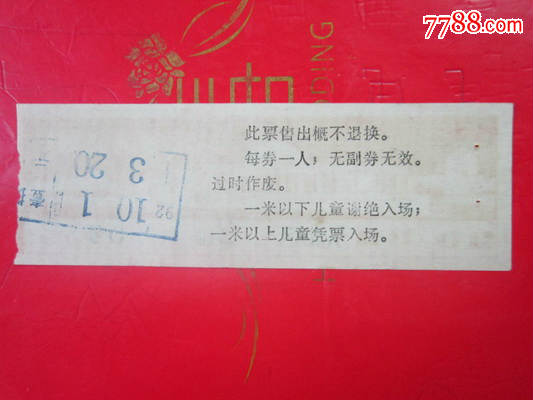 7788.com
此票售出概不退换。
每券一人；无副券无效。
过时作废。
一米以下儿童谢绝入场；
一米以上儿童凭票入场。
92 10 1
3 20
DDING